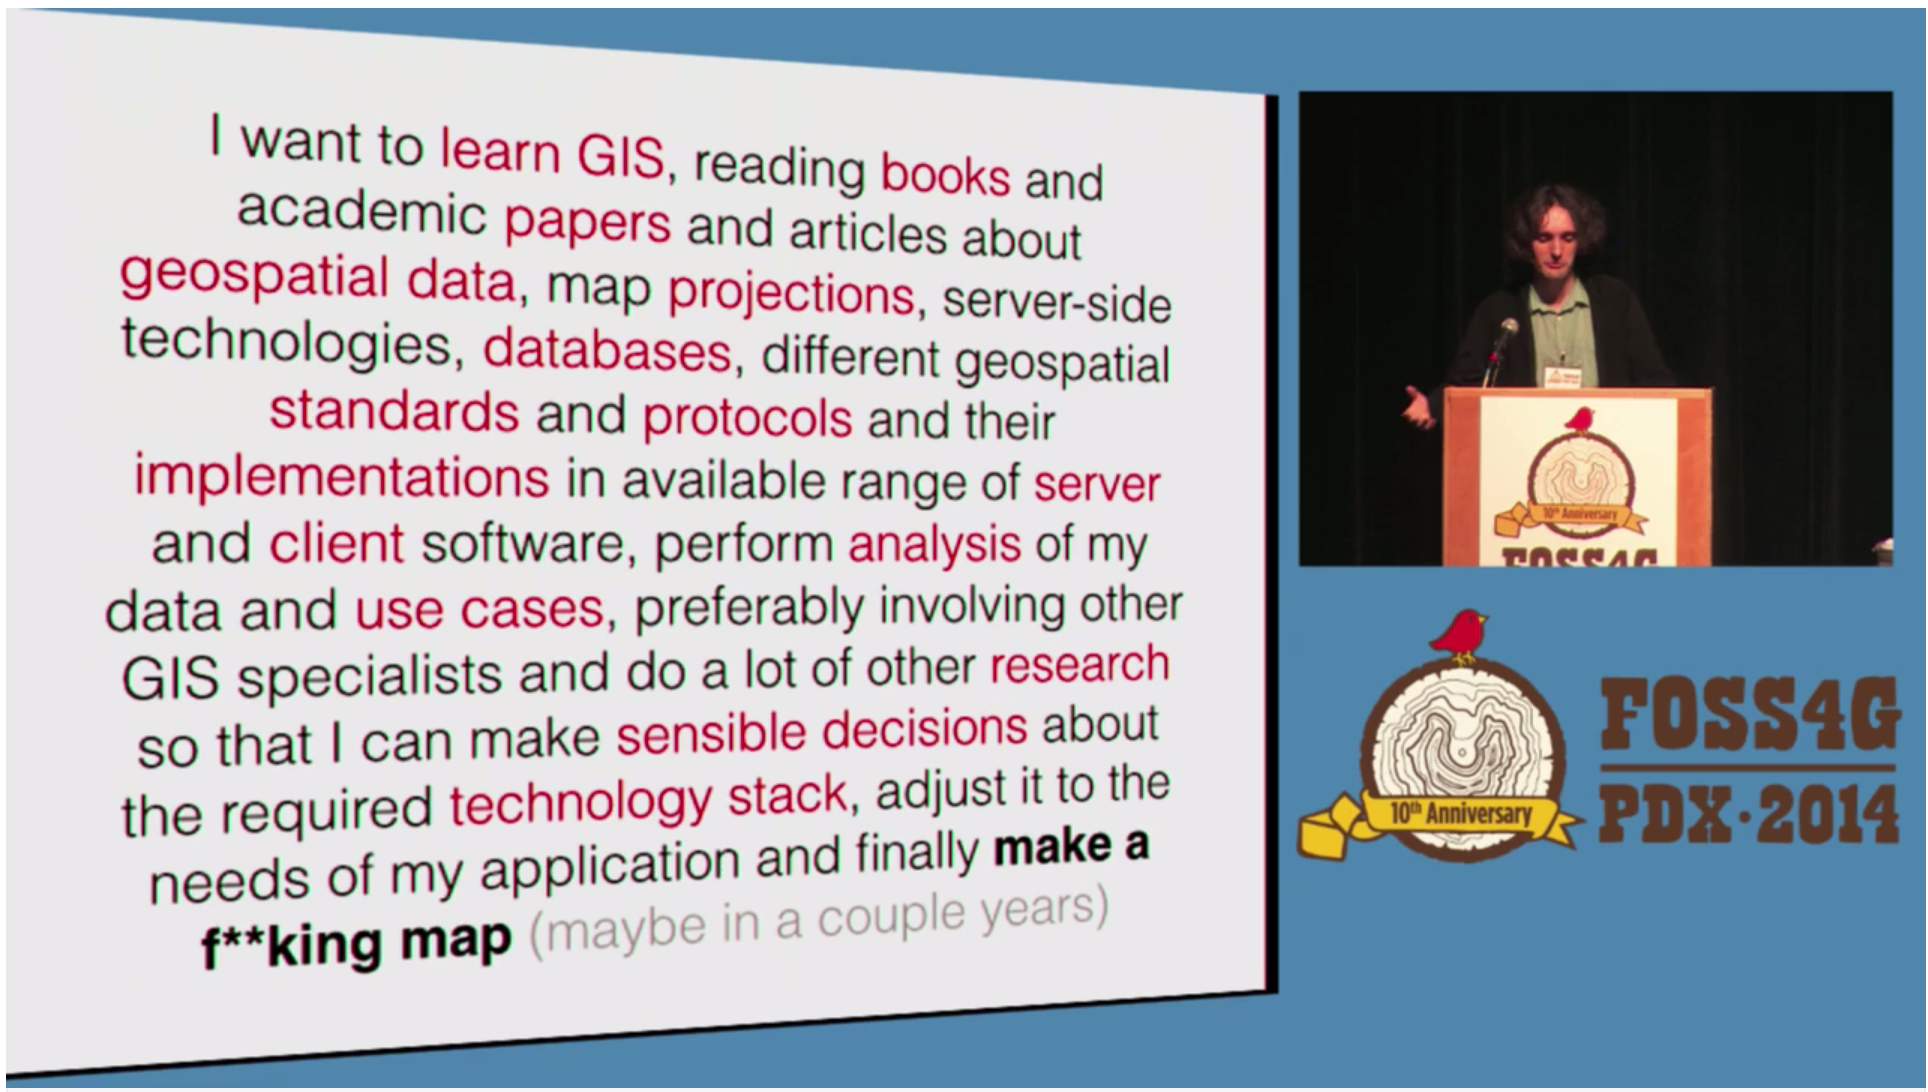 I want to learn GIS, reading books and
academic papers and articles about
geospatial data, map projections, server-side
technologies, databases, different geospatial
standards and protocols and their
implementations in available range of server
and client software, perform analysis of my
data and use cases, preferably involving other
GIS specialists and do a lot of other research
so that I can make sensible decisions about
the required technology stack, adjust it to the
needs of my application and finally make a
f**king map (maybe in a couple years)
10th Anniversary
FOSS4G
10th Anniversary
FOSS4G
PDX·2014